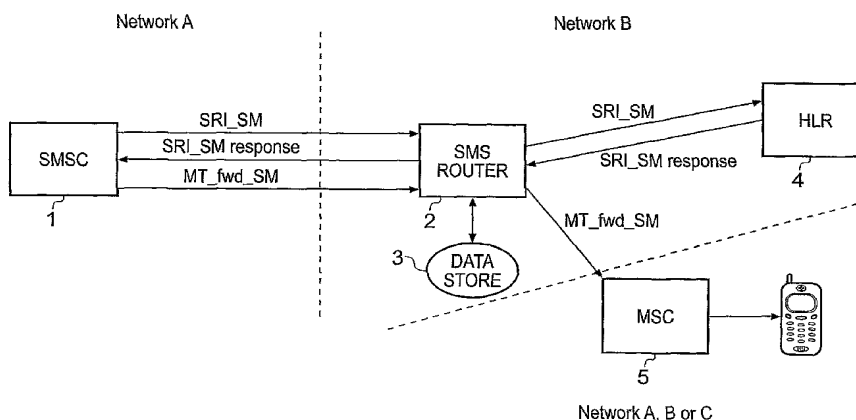 Network A
Network B
SMSC
1
SRI_SM
SRI_SM response
MT_fwd_SM
SMS
ROUTER
2
3
DATA
STORE
SRI_SM
SRI_SM response
HLR
4
MT_fwd_SM
MSC
5
Network A, B or C